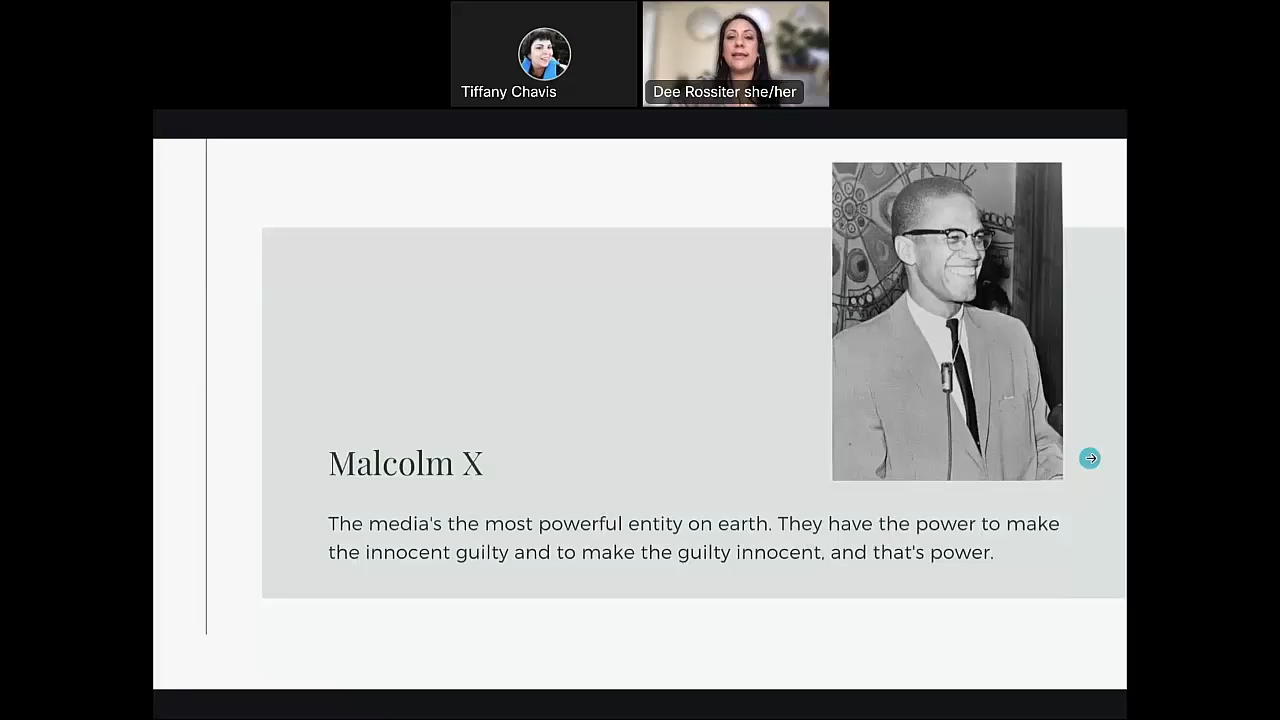 Tiffany Chavis
Dee Rossiter she/her
Malcolm X
The media's the most powerful entity on earth. They have the power to make
the innocent guilty and to make the guilty innocent, and that's power.